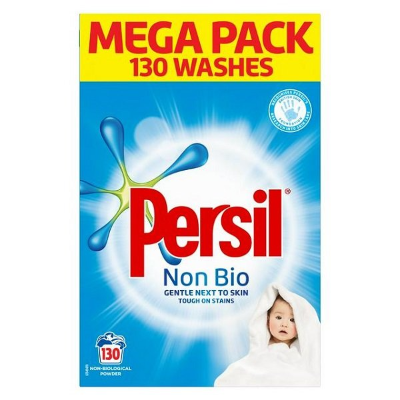 MEGA PACK
130 WASHES
Persil®
Non Bio
GENTLE NEXT TO SKIN
TOUGH ON STAINS
130
NON-BIOLOGICAL
POWDER